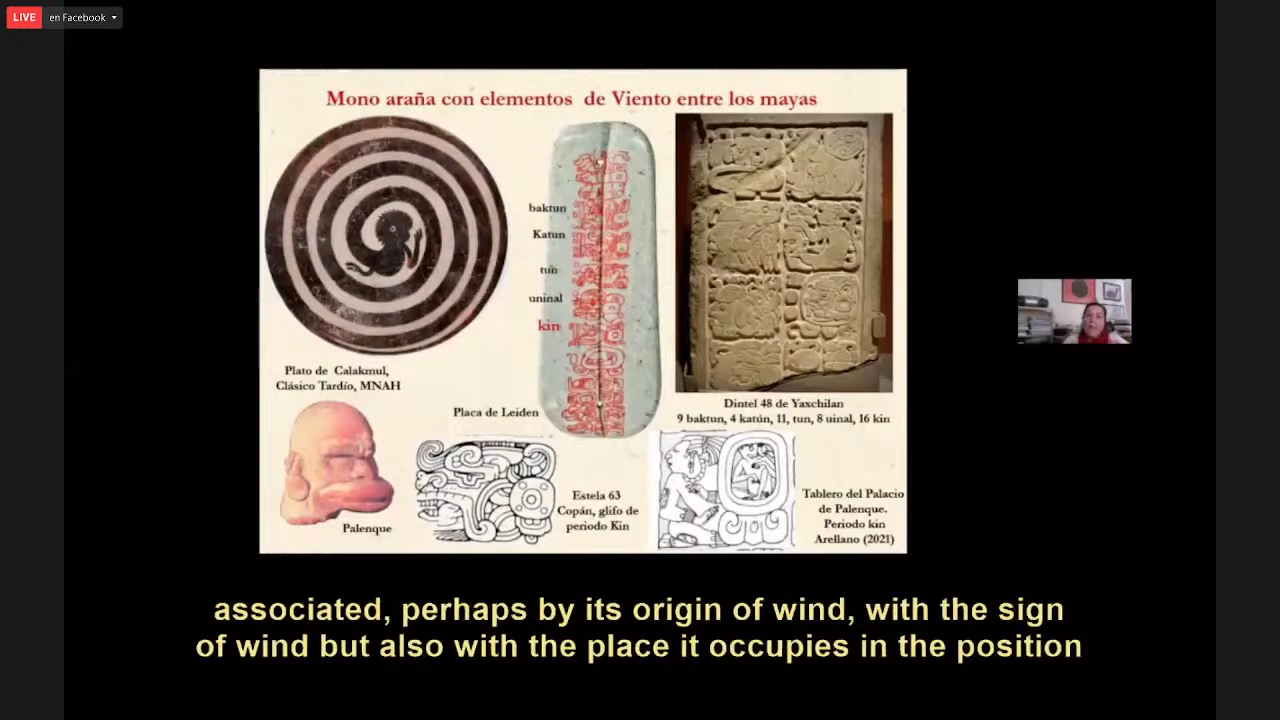 LIVE en Facebook
Mono araña con elementos de Viento entre los mayas
baktun
Katun
tun
uninal
kin
Plato de Calakmul,
Clásico Tardío, MNAH
Placa de Leiden
Dintel 48 de Yaxchilan
9 baktun, 4 katún, 11, tun, 8 uinal, 16 kin
Palenque
Estela 63
Copán, glifo de
periodo Kin
Tablero del Palacio
de Palenque.
Periodo kin
Arellano (2021)
associated, perhaps by its origin of wind, with the sign
of wind but also with the place it occupies in the position